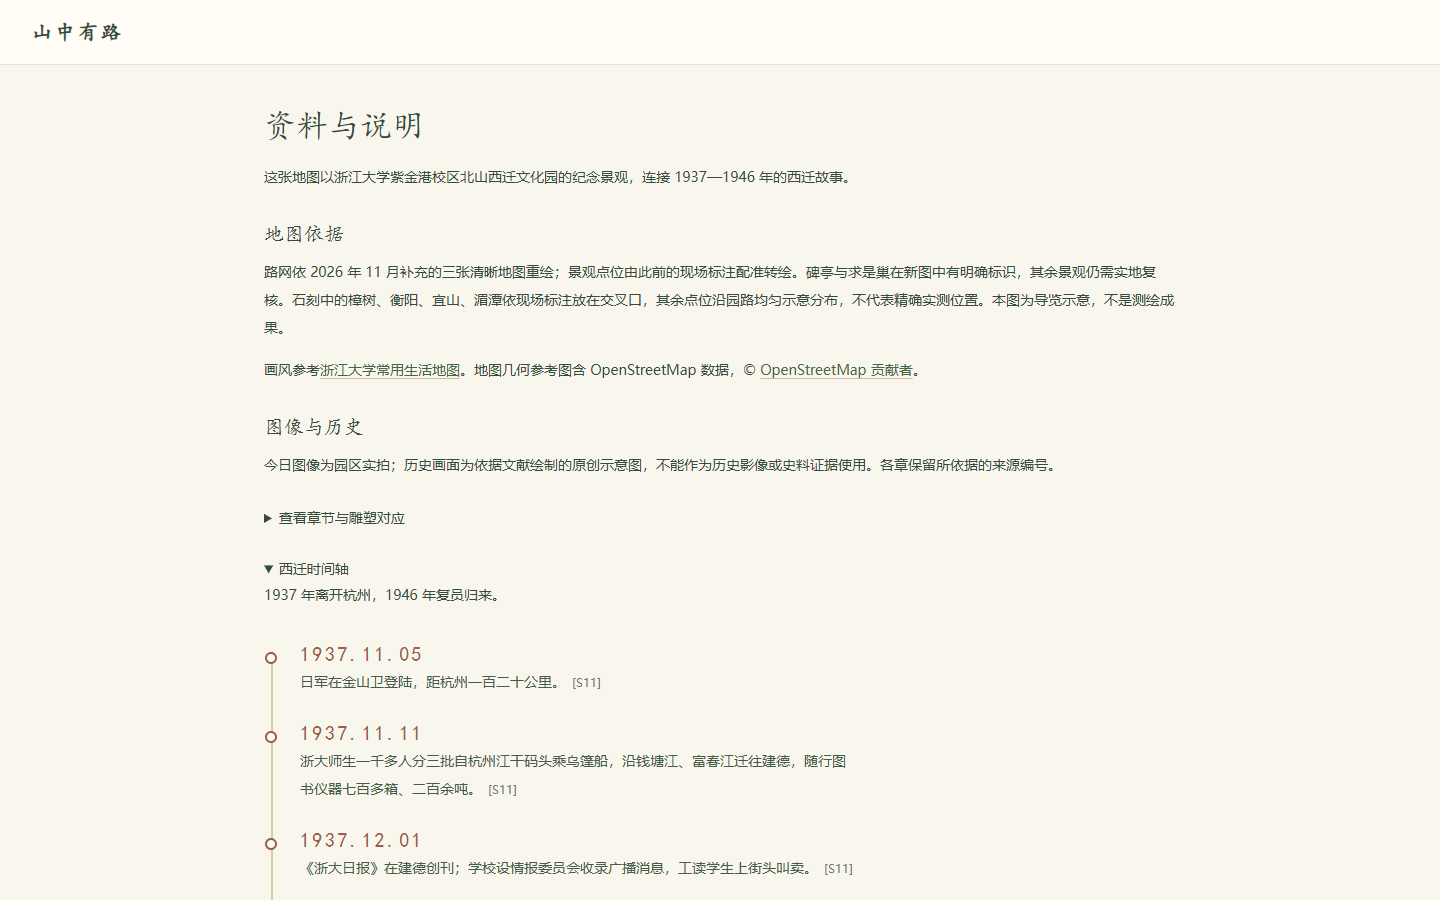 山中有路
资料与说明
这张地图以浙江大学紫金港校区北山西迁文化园的纪念景观，连接 1937—1946 年的西迁故事。
地图依据
路网依 2026 年 11 月补充的三张清晰地图重绘；景观点位由此前的现场标注配准转绘。碑亭与求是巢在新图中有明确标识，其余景观仍需实地复
核。石刻中的樟树、衡阳、宜山、湄潭依现场标注放在交叉口，其余点位沿园路均匀示意分布，不代表精确实测位置。本图为导览示意，不是测绘成
果。
画风参考浙江大学常用生活地图。地图几何参考图含 OpenStreetMap 数据，© OpenStreetMap 贡献者。
图像与历史
今日图像为园区实拍；历史画面为依据文献绘制的原创示意图，不能作为历史影像或史料证据使用。各章保留所依据的来源编号。
查看章节与雕塑对应
西迁时间轴
1937 年离开杭州，1946 年复员归来。
1937.11.05
日军在金山卫登陆，距杭州一百二十公里。 [S11]
1937.11.11
浙大师生一千多人分三批自杭州江干码头乘乌篷船，沿钱塘江、富春江迁往建德，随行图
书仪器七百多箱、二百余吨。 [S11]
1937.12.01
《浙大日报》在建德创刊；学校设情报委员会收录广播消息，工读学生上街头叫卖。 [S11]